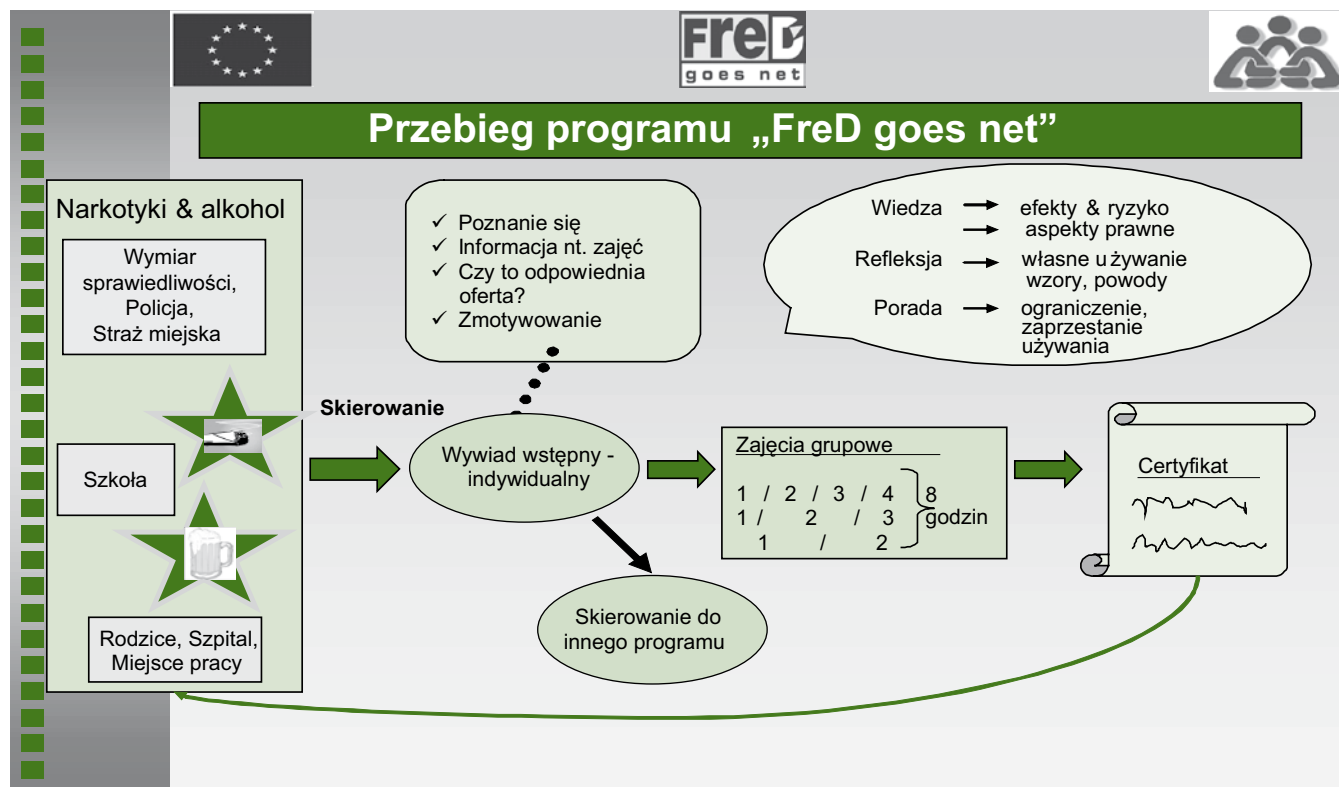 FreD
goes net
Przebieg programu „FreD goes net”
Narkotyki & alkohol
Wymiar
sprawiedliwości,
Policja,
Straż miejska
Szkoła
Rodzice, Szpital,
Miejsce pracy
Skierowanie
✓ Poznanie się
✓ Informacja nt. zajęć
✓ Czy to odpowiednia
oferta?
✓ Zmotywowanie
Wywiad wstępny -
indywidualny
Skierowanie do
innego programu
Wiedza → efekty & ryzyko
→ aspekty prawne
Refleksja → własne używanie
wzory, powody
Porada → ograniczenie,
zaprzestanie
używania
Zajęcia grupowe
1 / 2 / 3 / 4
1 / 2 / 3
1 / 2
8
godzin
Certyfikat